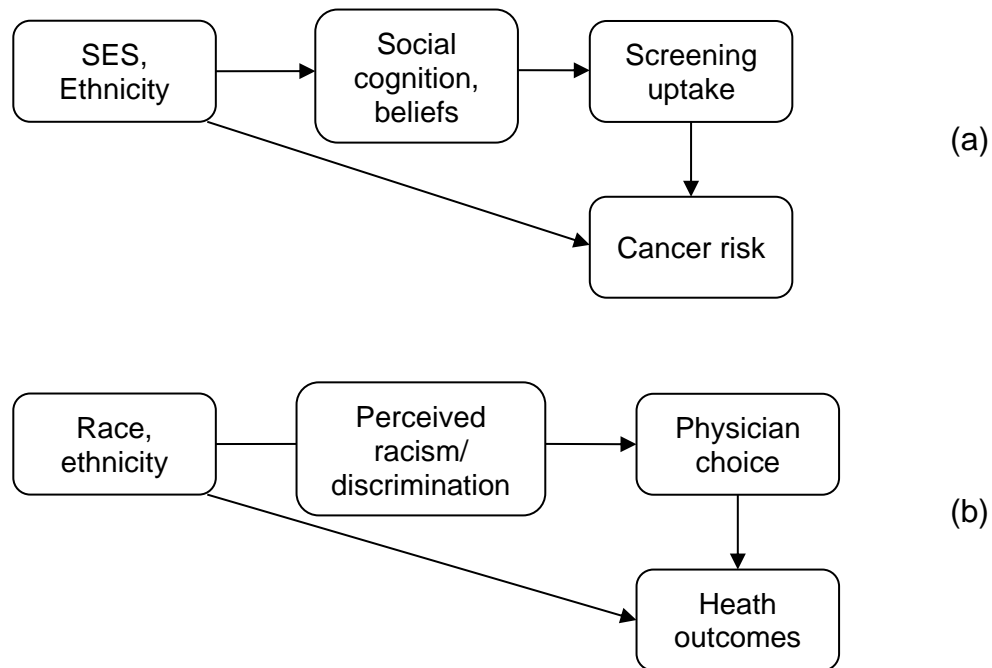 SES,
Ethnicity
Social
cognition,
beliefs
Screening
uptake
(a)
Cancer risk
Race,
ethnicity
Perceived
racism/
discrimination
Physician
choice
(b)
Heath
outcomes